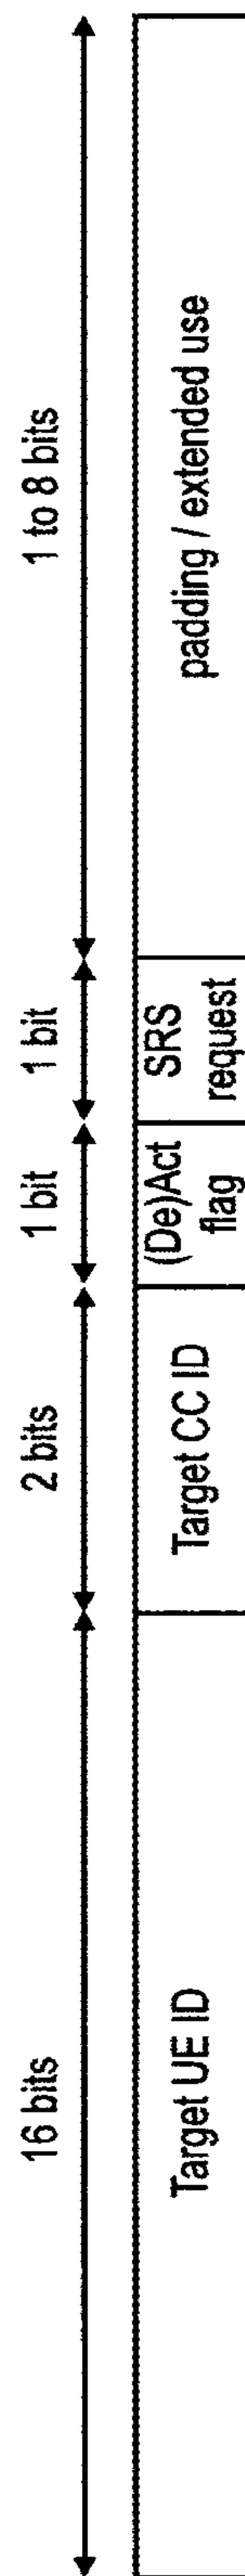 16 bits
2 bits
1 bit
1 bit
1 to 8 bits
Target UE ID
Target CC ID
(De)Act
flag
SRS
request
padding / extended use